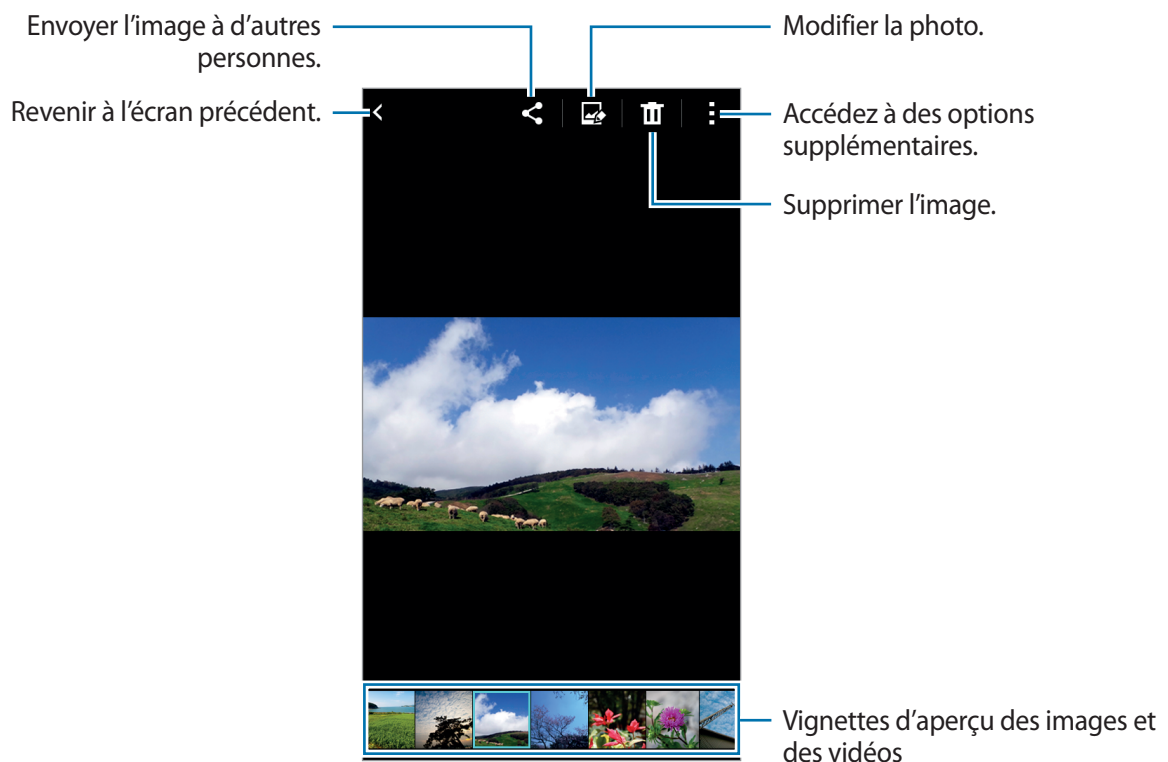 Envoyer l’image à d’autres
personnes.
Modifier la photo.
Revenir à l’écran précédent.
Accédez à des options
supplémentaires.
Supprimer l’image.
Vignettes d’aperçu des images et
des vidéos